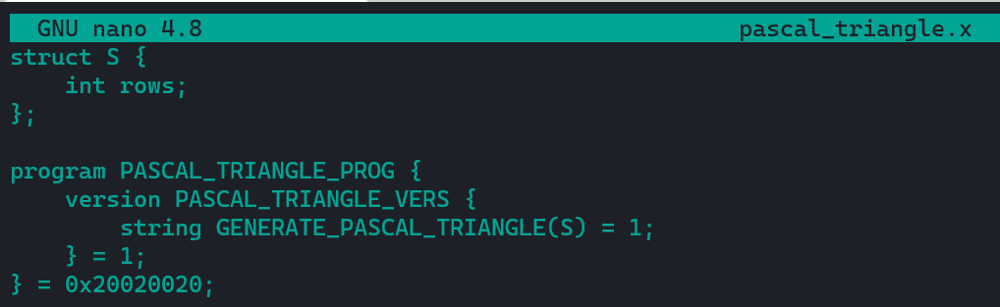 GNU nano 4.8 pascal_triangle.x
struct S {
    int rows;
};

program PASCAL_TRIANGLE_PROG {
    version PASCAL_TRIANGLE_VERS {
        string GENERATE_PASCAL_TRIANGLE(S) = 1;
    } = 1;
} = 0x20020020;